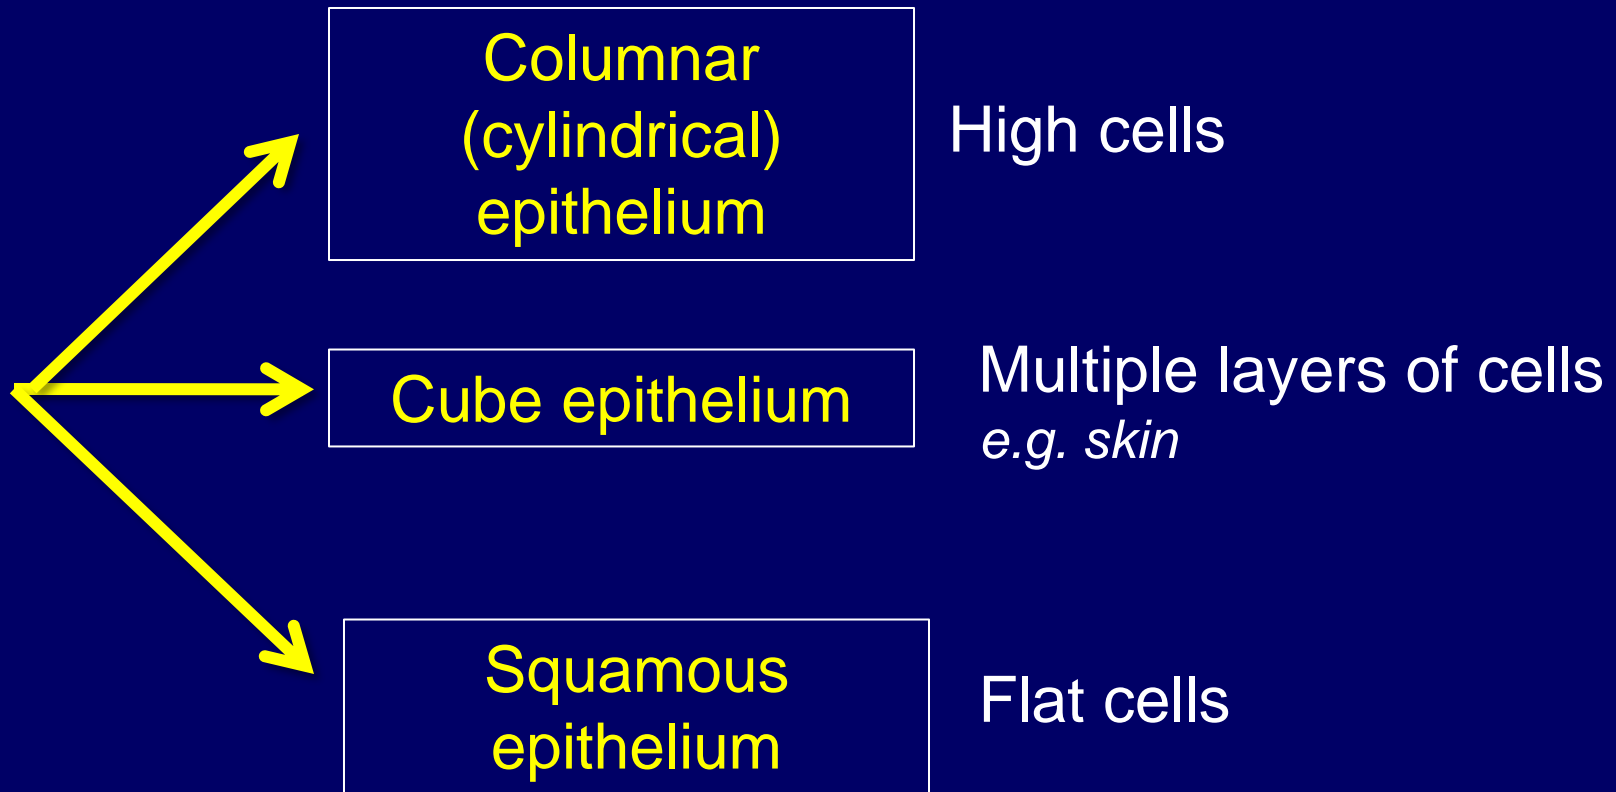 Columnar
(cylindrical)
epithelium
High cells
Cube epithelium
Multiple layers of cells
e.g. skin
Squamous
epithelium
Flat cells